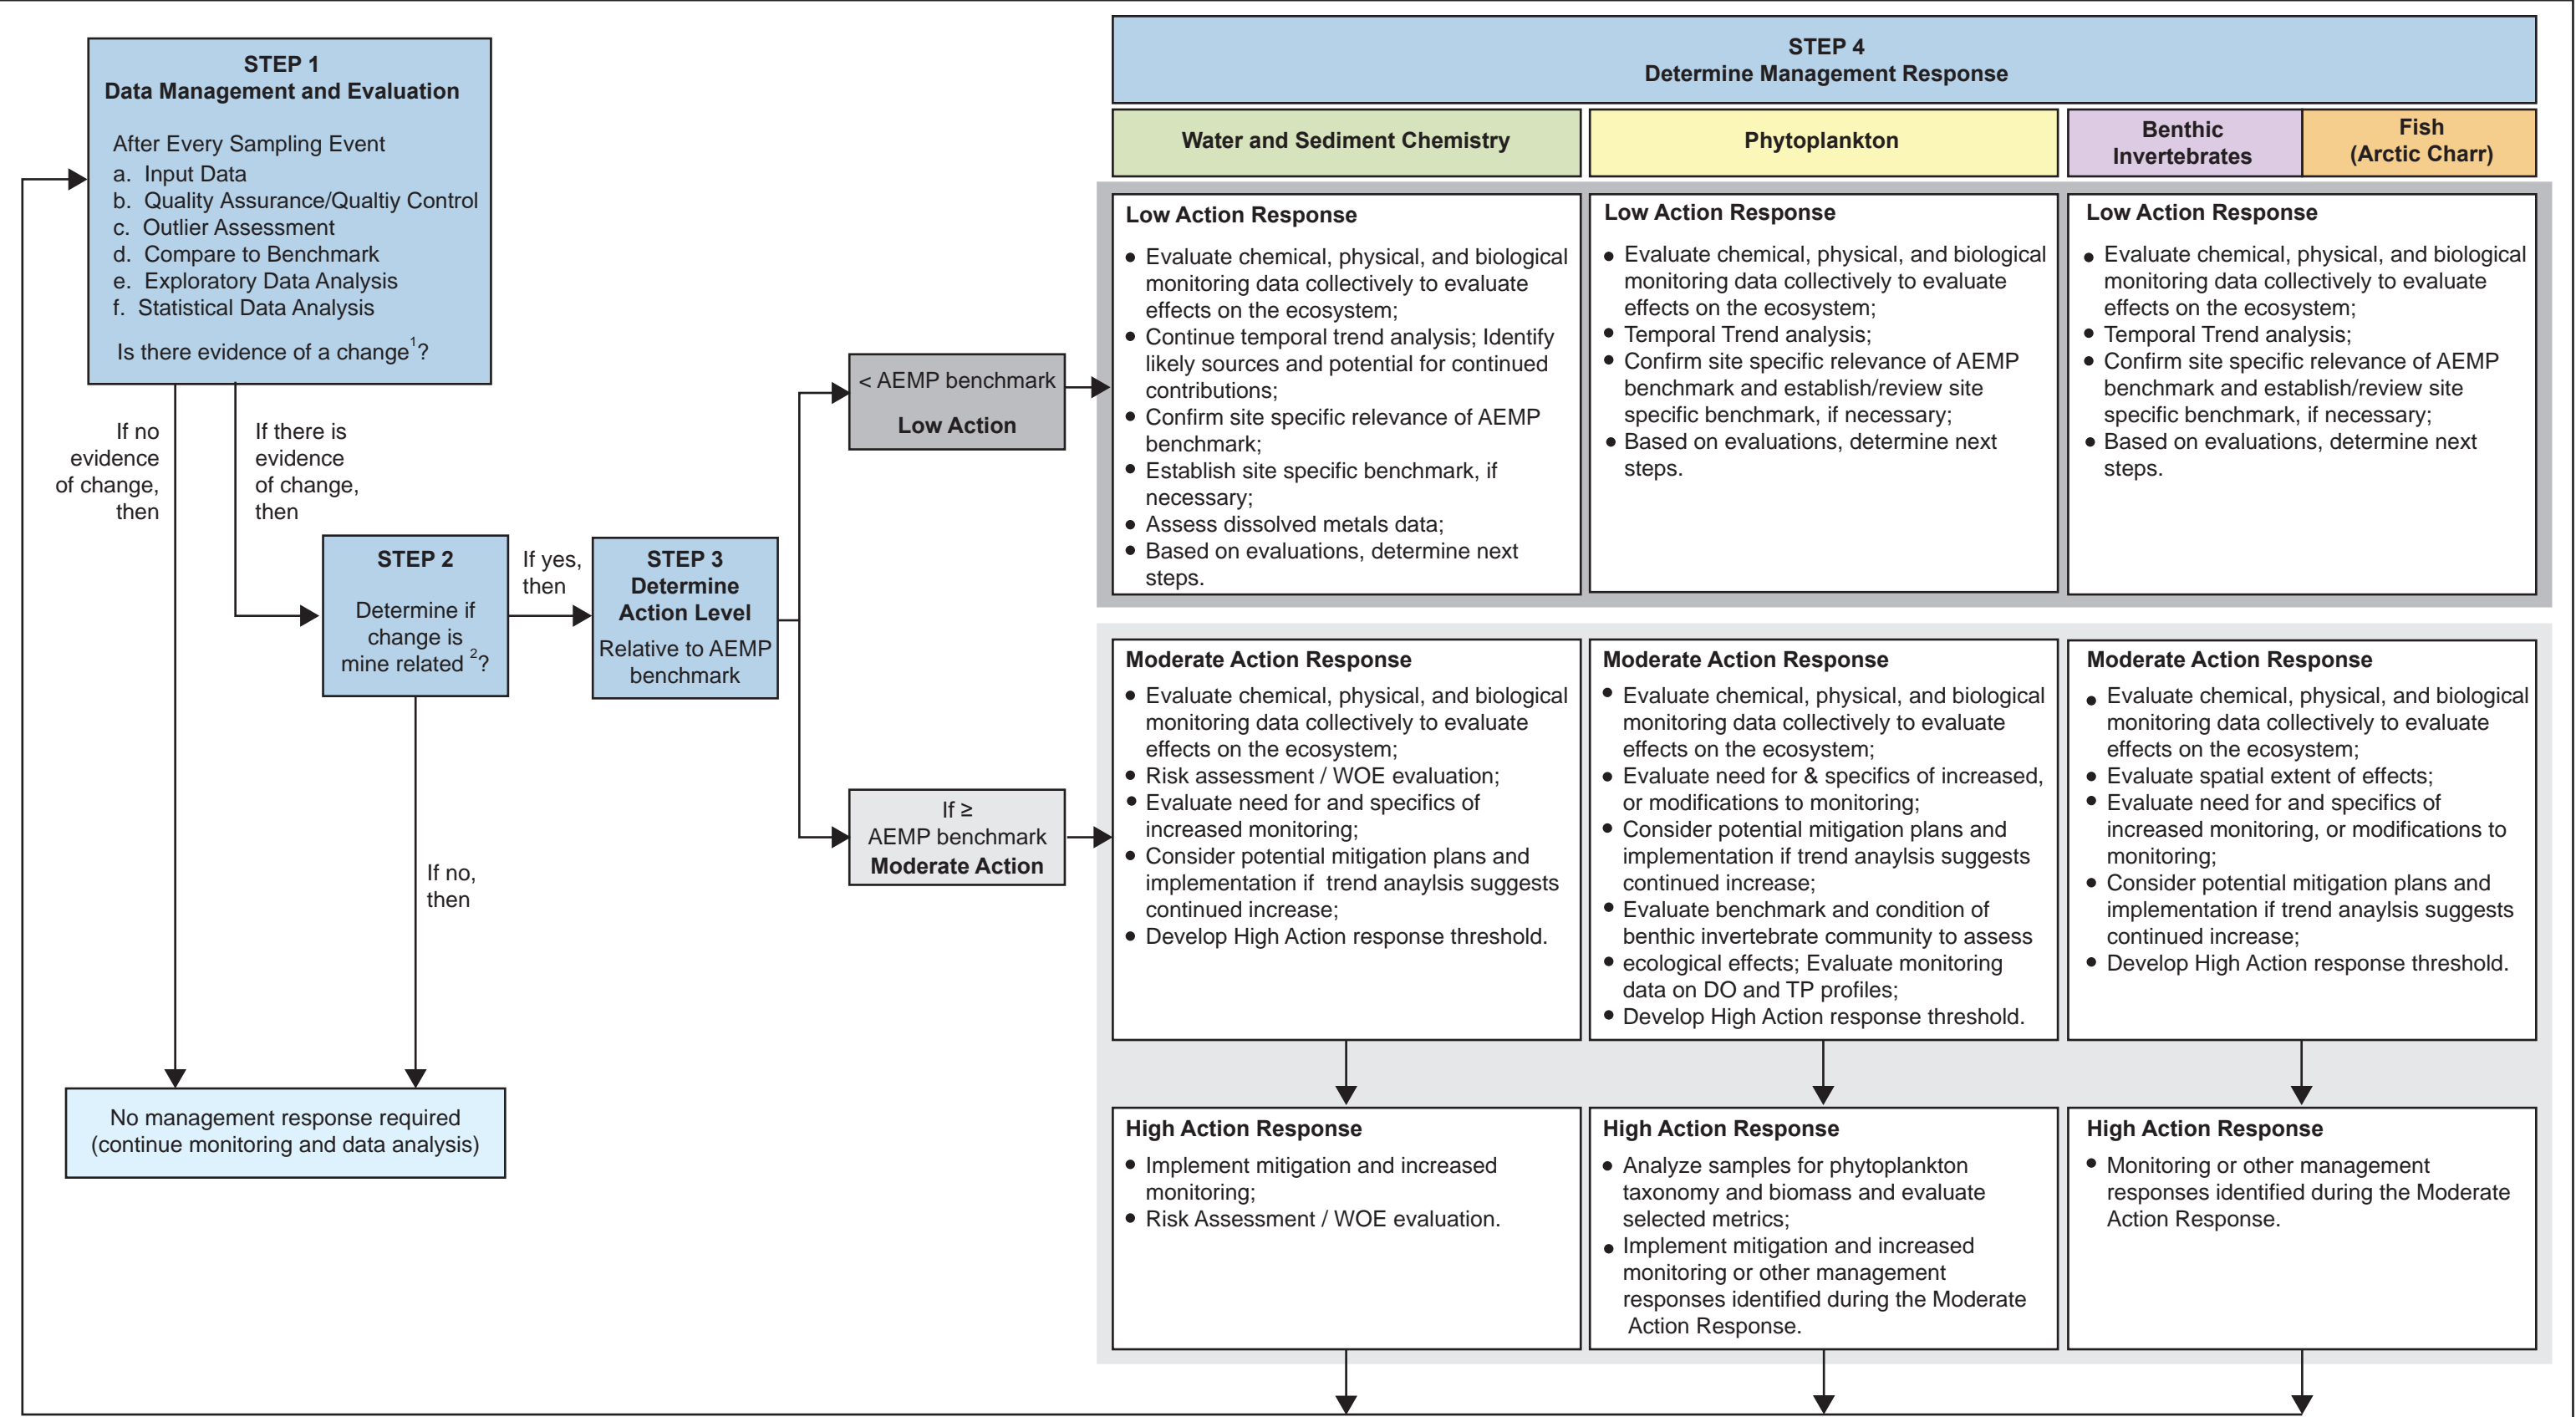 STEP 1
Data Management and Evaluation
After Every Sampling Event
a. Input Data
b. Quality Assurance/Qualtiy Control
c. Outlier Assessment
d. Compare to Benchmark
e. Exploratory Data Analysis
f. Statistical Data Analysis
Is there evidence of a change1?
If no
evidence
of change,
then
If there is
evidence
of change,
then
STEP 2
Determine if
change is
mine related 2?
If yes,
then
If no,
then
No management response required
(continue monitoring and data analysis)
STEP 3
Determine
Action Level
Relative to AEMP
benchmark
< AEMP benchmark
Low Action
If ≥
AEMP benchmark
Moderate Action
STEP 4
Determine Management Response
Water and Sediment Chemistry
Phytoplankton
Benthic
Invertebrates
Fish
(Arctic Charr)
Low Action Response
• Evaluate chemical, physical, and biological
monitoring data collectively to evaluate
effects on the ecosystem;
• Continue temporal trend analysis; Identify
likely sources and potential for continued
contributions;
• Confirm site specific relevance of AEMP
benchmark;
• Establish site specific benchmark, if
necessary;
• Assess dissolved metals data;
• Based on evaluations, determine next
steps.
Low Action Response
• Evaluate chemical, physical, and biological
monitoring data collectively to evaluate
effects on the ecosystem;
• Temporal Trend analysis;
• Confirm site specific relevance of AEMP
benchmark and establish/review site
specific benchmark, if necessary;
• Based on evaluations, determine next
steps.
Low Action Response
• Evaluate chemical, physical, and biological
monitoring data collectively to evaluate
effects on the ecosystem;
• Temporal Trend analysis;
• Confirm site specific relevance of AEMP
benchmark and establish/review site
specific benchmark, if necessary;
• Based on evaluations, determine next
steps.
Moderate Action Response
• Evaluate chemical, physical, and biological
monitoring data collectively to evaluate
effects on the ecosystem;
• Risk assessment / WOE evaluation;
• Evaluate need for and specifics of
increased monitoring;
• Consider potential mitigation plans and
implementation if trend anaylsis suggests
continued increase;
• Develop High Action response threshold.
Moderate Action Response
• Evaluate chemical, physical, and biological
monitoring data collectively to evaluate
effects on the ecosystem;
• Evaluate need for & specifics of increased,
or modifications to monitoring;
• Consider potential mitigation plans and
implementation if trend anaylsis suggests
continued increase;
• Evaluate benchmark and condition of
benthic invertebrate community to assess
• ecological effects; Evaluate monitoring
data on DO and TP profiles;
• Develop High Action response threshold.
Moderate Action Response
• Evaluate chemical, physical, and biological
monitoring data collectively to evaluate
effects on the ecosystem;
• Evaluate spatial extent of effects;
• Evaluate need for and specifics of
increased monitoring, or modifications to
monitoring;
• Consider potential mitigation plans and
implementation if trend anaylsis suggests
continued increase;
• Develop High Action response threshold.
High Action Response
• Implement mitigation and increased
monitoring;
• Risk Assessment / WOE evaluation.
High Action Response
• Analyze samples for phytoplankton
taxonomy and biomass and evaluate
selected metrics;
• Implement mitigation and increased
monitoring or other management
responses identified during the Moderate
Action Response.
High Action Response
• Monitoring or other management
responses identified during the Moderate
Action Response.